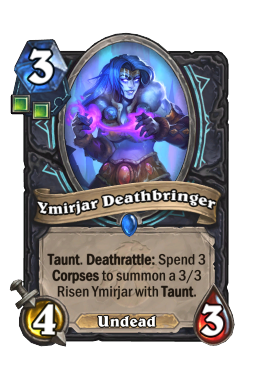 3
Ymirjar Deathbringer
Taunt. Deathrattle: Spend 3
Corpses to summon a 3/3
Risen Ymirjar with Taunt.
4
Undead
3